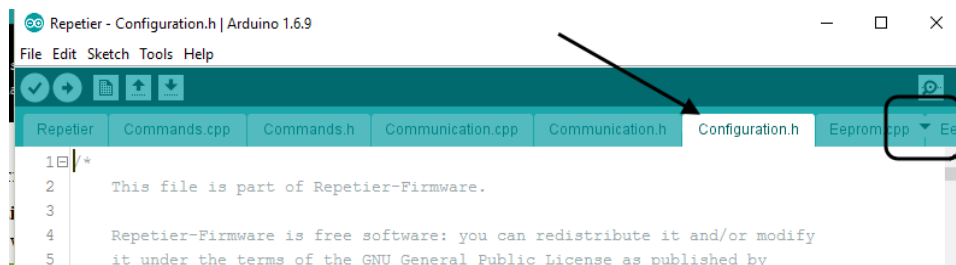 Repetier - Configuration.h | Arduino 1.6.9
File Edit Sketch Tools Help
Repetier Commands.cpp Commands.h Communication.cpp Communication.h Configuration.h Eeprom.cpp Ee
1 /*
2 This file is part of Repetier-Firmware.
3
4 Repetier-Firmware is free software: you can redistribute it and/or modify
5 it under the terms of the GNU General Public License as published by